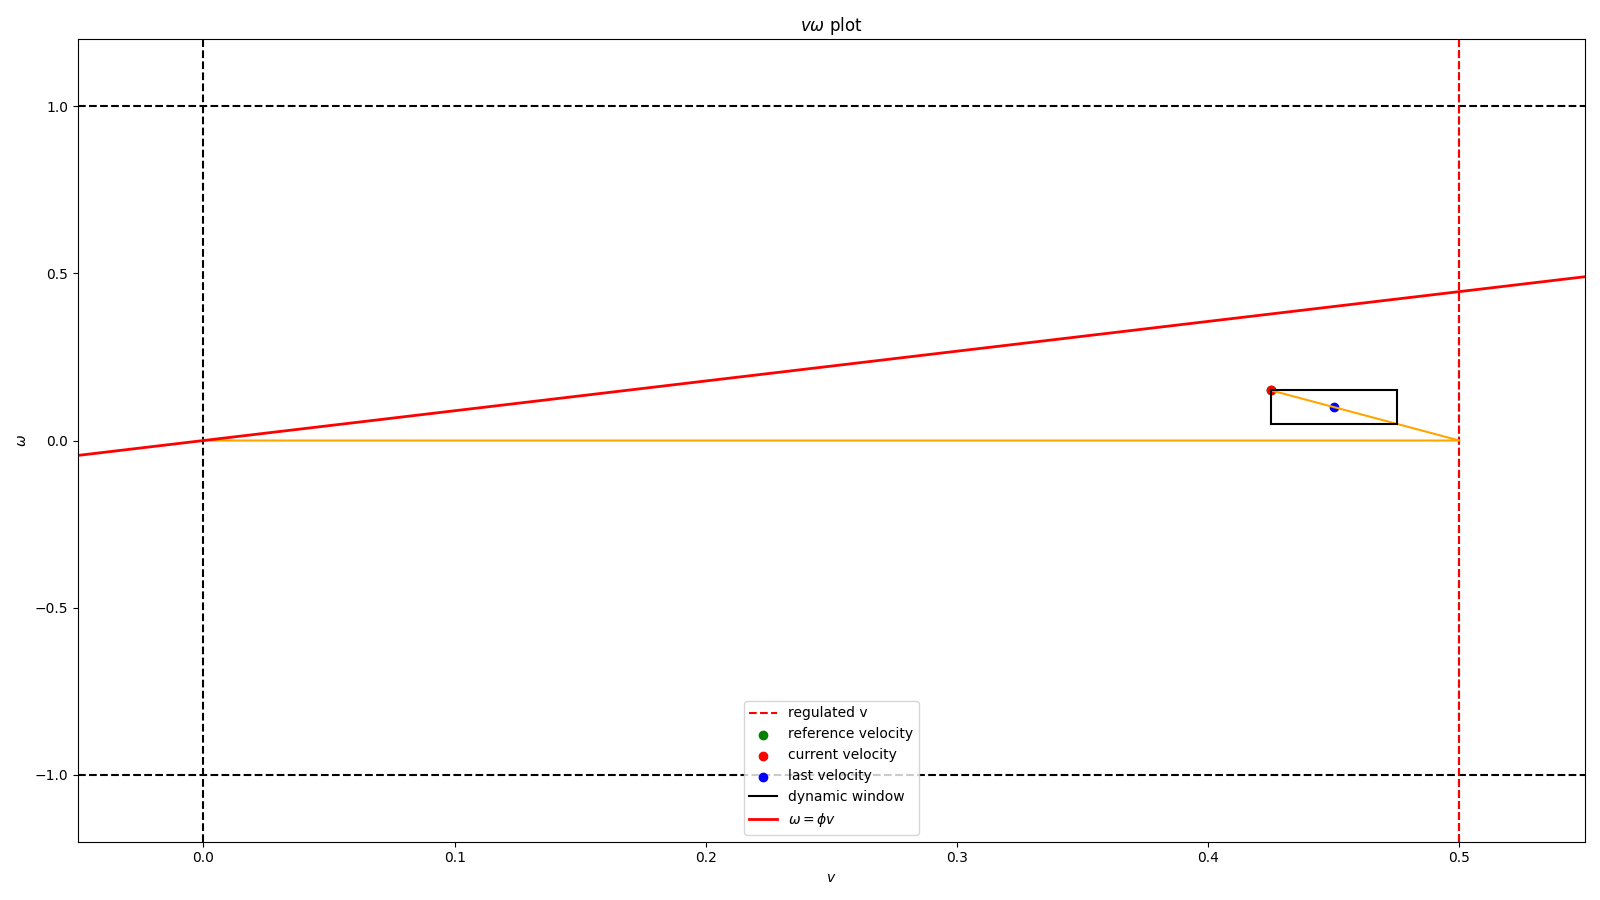 vω plot
1.0
0.5
0.0
−0.5
−1.0
ω
regulated v
reference velocity
current velocity
last velocity
dynamic window
ω = ϕv
0.0 0.1 0.2 0.3 0.4 0.5
v